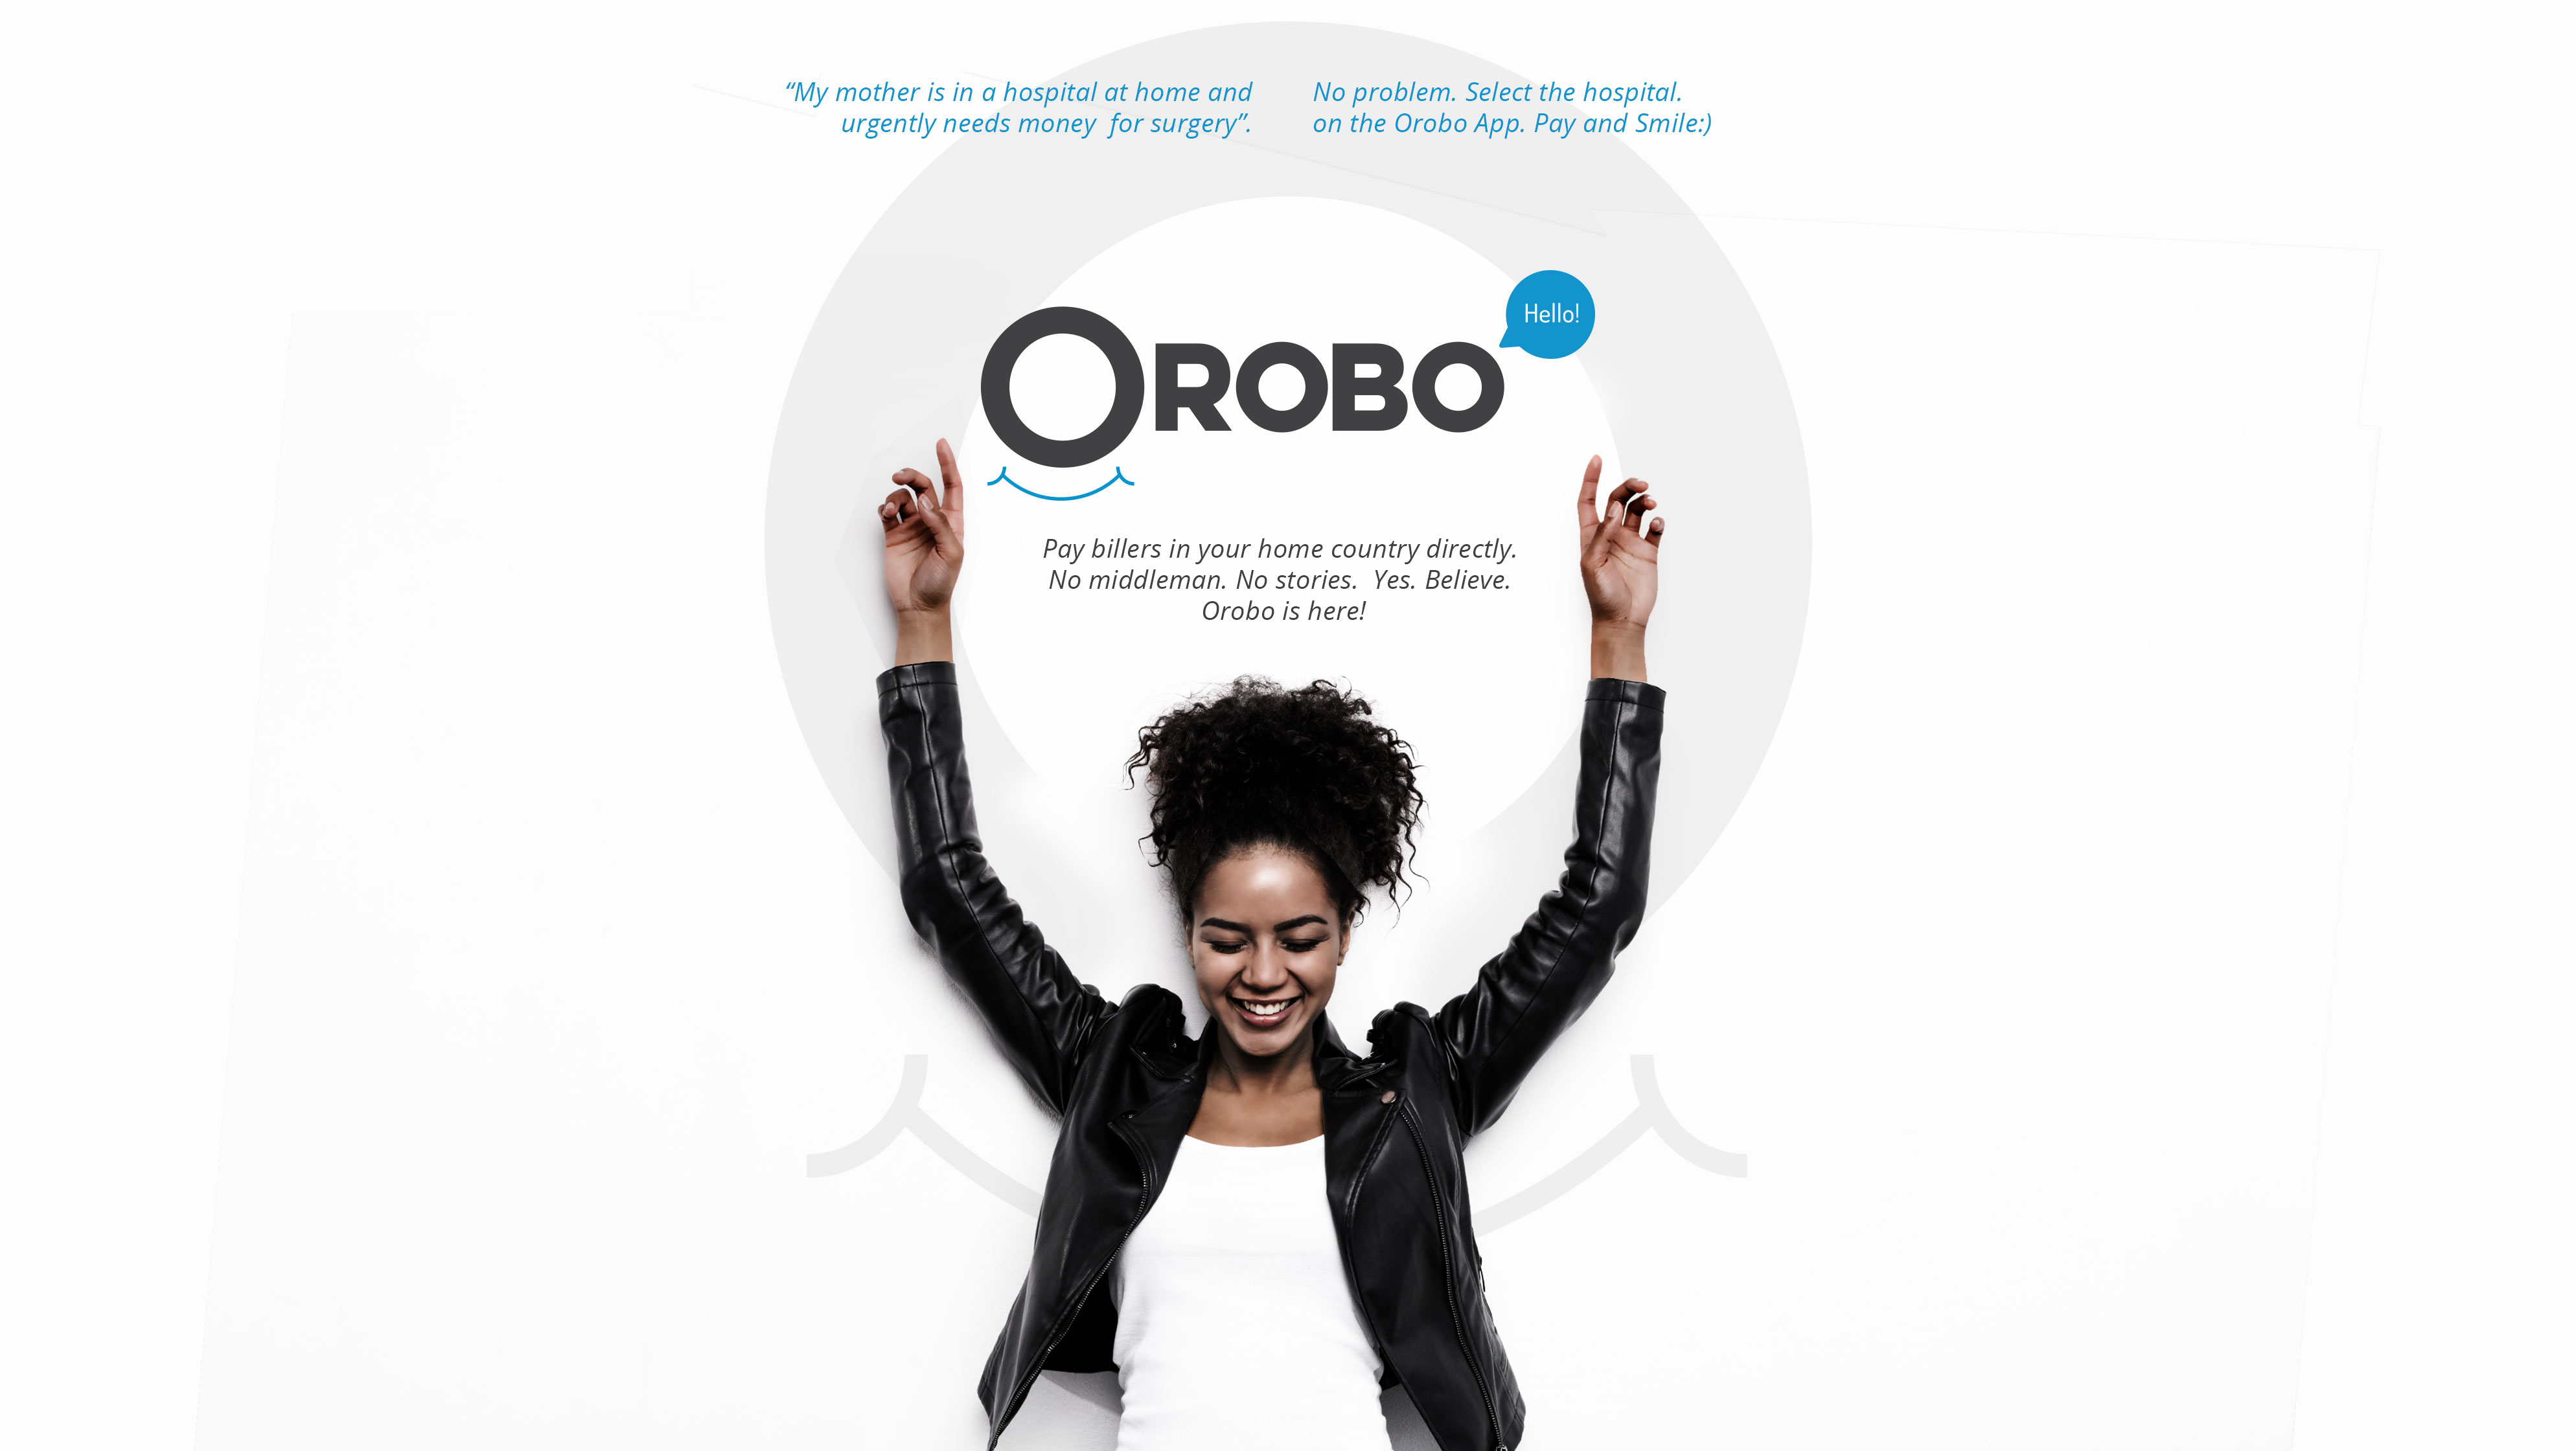 “My mother is in a hospital at home and
urgently needs money  for surgery”.
No problem. Select the hospital.
on the Orobo App. Pay and Smile:)
Hello!
OROBO
Pay billers in your home country directly.
No middleman. No stories.  Yes. Believe.
Orobo is here!